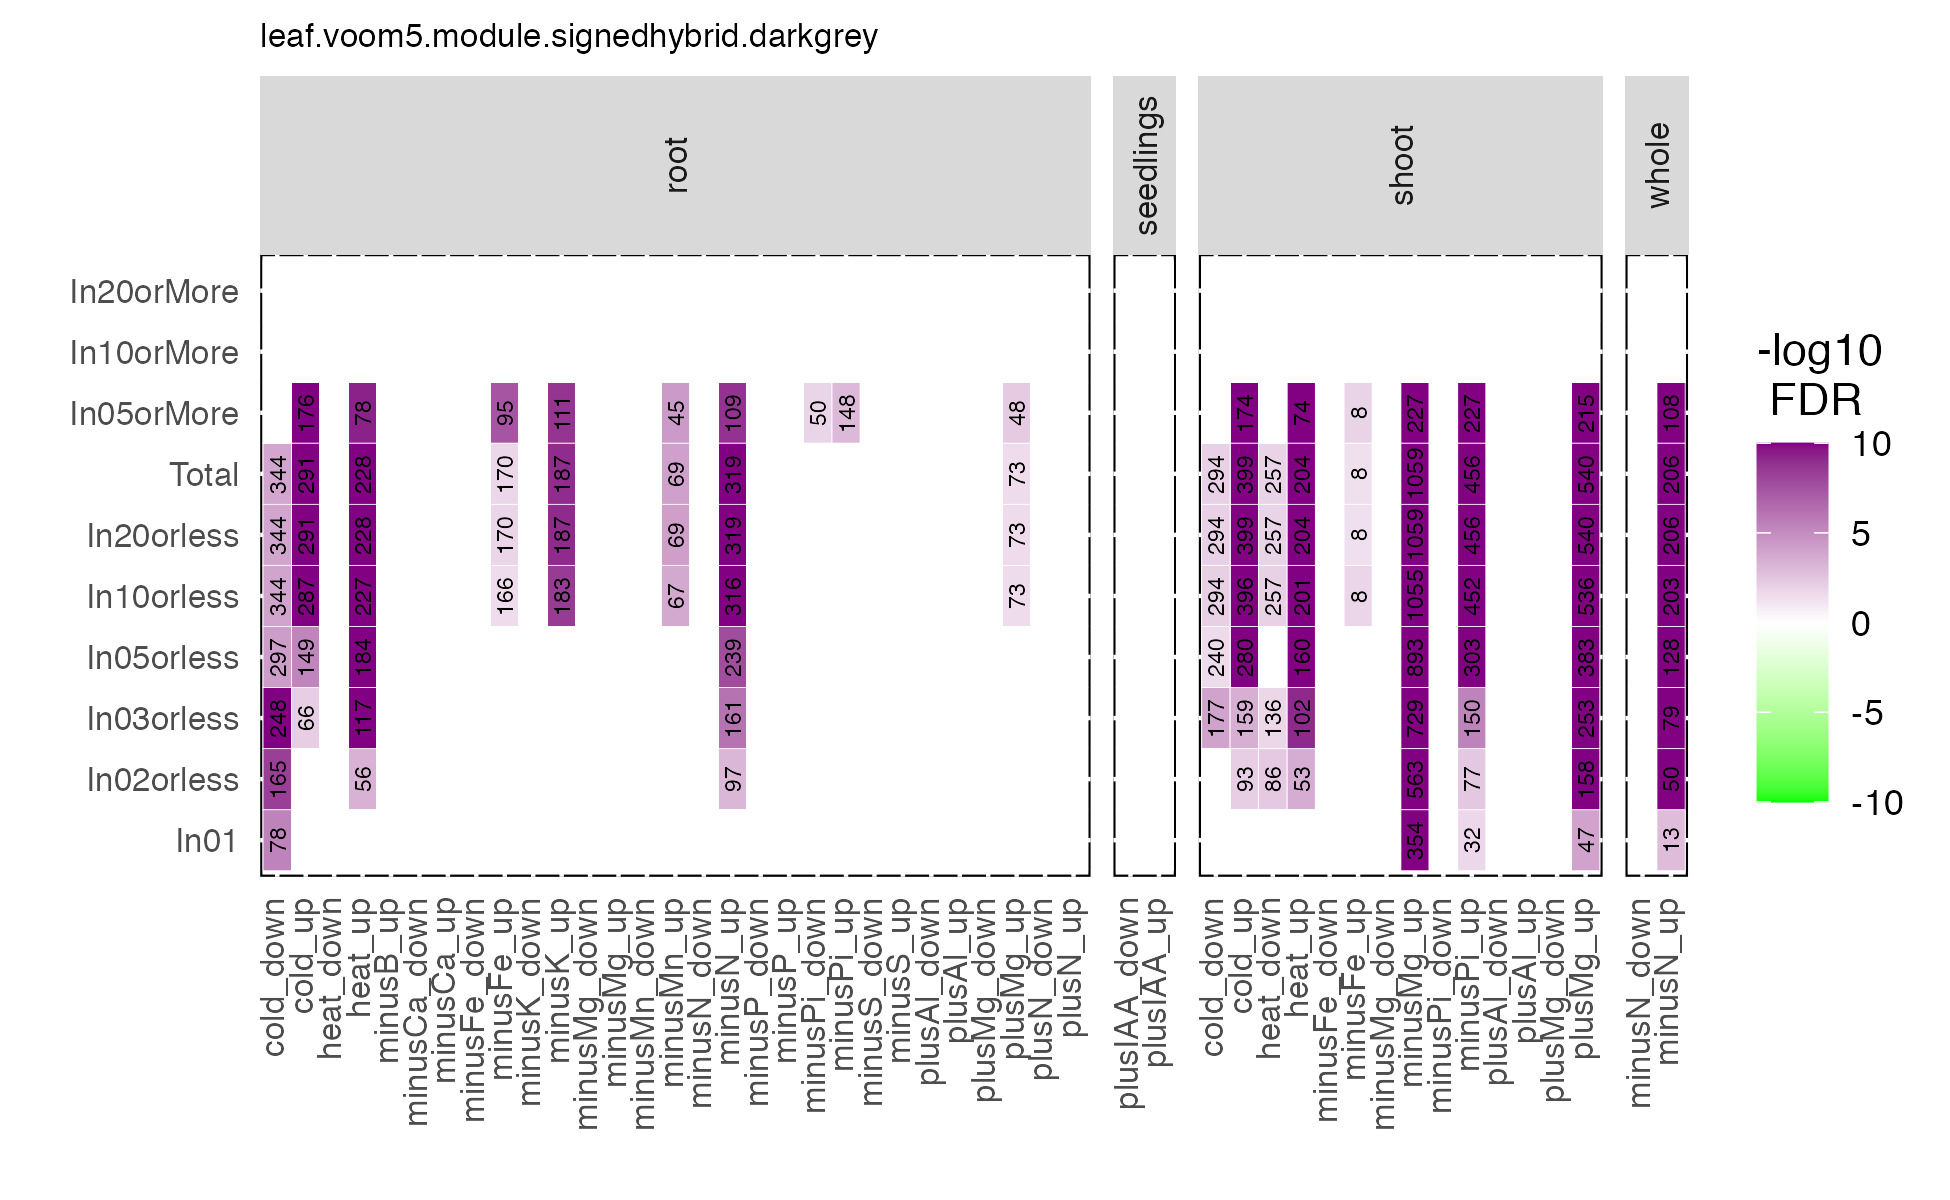 leaf.voom5.module.signedhybrid.darkgrey
root seedlings shoot whole
In20orMore
In10orMore
In05orMore 176 78 95 111 45 109 50 148 48 174 74 8 227 227 215 108
Total 344 291 228 170 187 69 319 73 294 399 257 204 8 1059 456 540 206
In20orless 344 291 228 170 187 69 319 73 294 399 257 204 8 1059 456 540 206
In10orless 344 287 227 166 183 67 316 73 294 396 257 201 8 1055 452 536 203
In05orless 297 149 184 239 240 280 160 893 303 383 128
In03orless 248 66 117 161 177 159 136 102 729 150 253 79
In02orless 165 56 97 93 86 53 563 77 158 50
In01 78 354 32 47 13
cold_down
cold_up
heat_down
heat_up
minusB_up
minusCa_down
minusCa_up
minusFe_down
minusFe_up
minusK_down
minusK_up
minusMg_down
minusMg_up
minusMn_down
minusMn_up
minusN_down
minusN_up
minusP_down
minusP_up
minusPi_down
minusPi_up
minusS_down
minusS_up
plusAl_down
plusAl_up
plusMg_down
plusMg_up
plusN_down
plusN_up
plusIAA_down
plusIAA_up
cold_down
cold_up
heat_down
heat_up
minusFe_down
minusFe_up
minusMg_down
minusMg_up
minusPi_down
minusPi_up
plusAl_down
plusAl_up
plusMg_down
plusMg_up
minusN_down
minusN_up
-log10
FDR
10
5
0
-5
-10